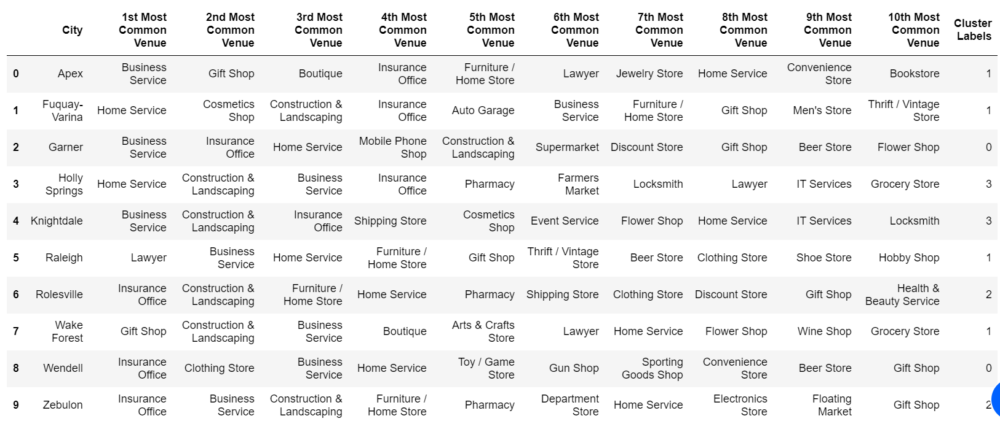 City 1st Most Common Venue 2nd Most Common Venue 3rd Most Common Venue 4th Most Common Venue 5th Most Common Venue 6th Most Common Venue 7th Most Common Venue 8th Most Common Venue 9th Most Common Venue 10th Most Common Venue Cluster Labels
0 Apex Business Service Gift Shop Boutique Insurance Office Furniture / Home Store Lawyer Jewelry Store Home Service Convenience Store Bookstore 1
1 Fuquay-Varina Home Service Cosmetics Shop Construction & Landscaping Insurance Office Auto Garage Business Service Furniture / Home Store Gift Shop Men's Store Thrift / Vintage Store 1
2 Garner Business Service Insurance Office Home Service Mobile Phone Shop Construction & Landscaping Supermarket Discount Store Gift Shop Beer Store Flower Shop 0
3 Holly Springs Home Service Construction & Landscaping Business Service Insurance Office Pharmacy Farmers Market Locksmith Lawyer IT Services Grocery Store 3
4 Knightdale Business Service Construction & Landscaping Insurance Office Shipping Store Cosmetics Shop Event Service Flower Shop Home Service IT Services Locksmith 3
5 Raleigh Lawyer Business Service Home Service Furniture / Home Store Gift Shop Thrift / Vintage Store Beer Store Clothing Store Shoe Store Hobby Shop 1
6 Rolesville Insurance Office Construction & Landscaping Furniture / Home Store Home Service Pharmacy Shipping Store Clothing Store Discount Store Gift Shop Health & Beauty Service 2
7 Wake Forest Gift Shop Construction & Landscaping Business Service Boutique Arts & Crafts Store Lawyer Home Service Flower Shop Wine Shop Grocery Store 1
8 Wendell Insurance Office Clothing Store Business Service Home Service Toy / Game Store Gun Shop Sporting Goods Shop Convenience Store Beer Store Gift Shop 0
9 Zebulon Insurance Office Business Service Construction & Landscaping Furniture / Home Store Pharmacy Department Store Home Service Electronics Store Floating Market Gift Shop 2